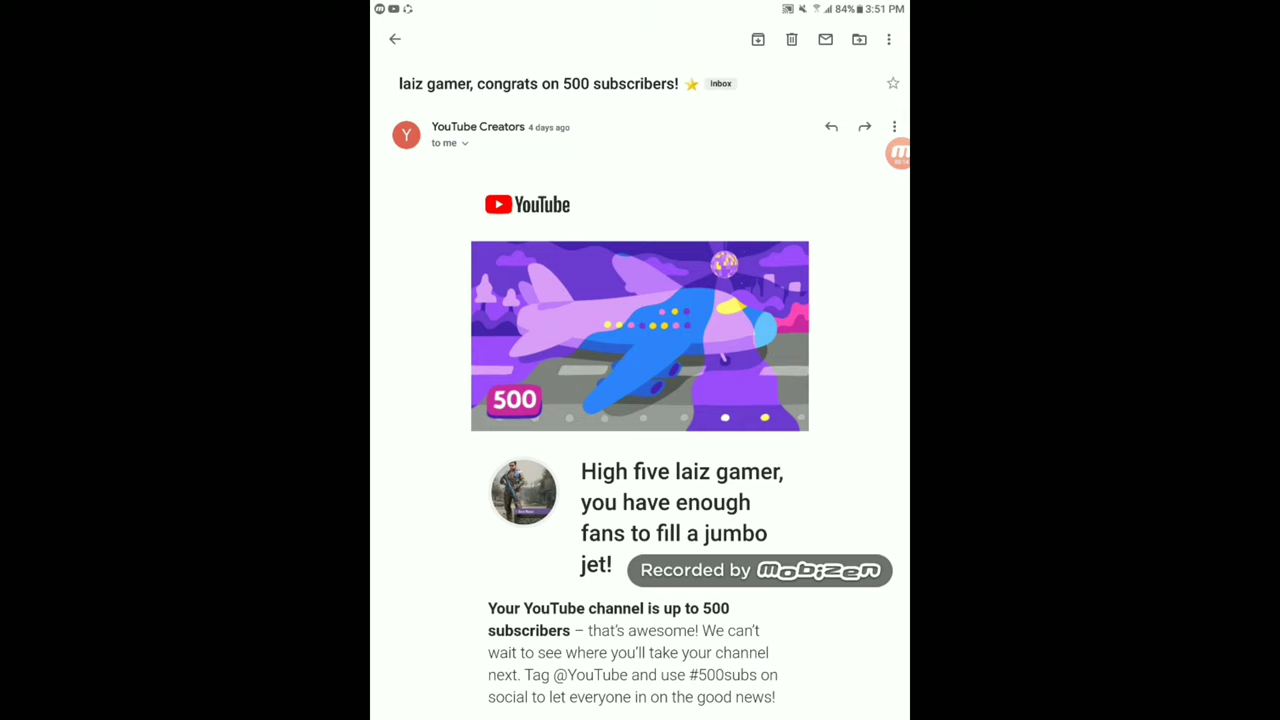 84% 3:51 PM
laiz gamer, congrats on 500 subscribers! ⭐ Inbox
Y YouTube Creators 4 days ago
to me
YouTube
500
High five laiz gamer,
you have enough
fans to fill a jumbo
jet!
Recorded by mobizen
Your YouTube channel is up to 500
subscribers – that's awesome! We can't
wait to see where you'll take your channel
next. Tag @YouTube and use #500subs on
social to let everyone in on the good news!